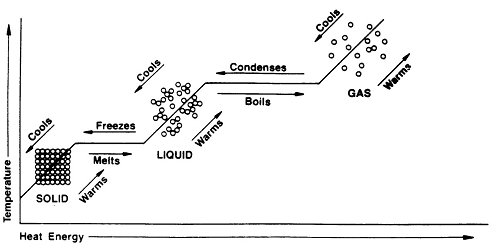 Cools
Condenses
Boils
GAS
Warms
Cools
Freezes
Melts
LIQUID
Warms
Cools
SOLID
Warms
Temperature
Heat Energy